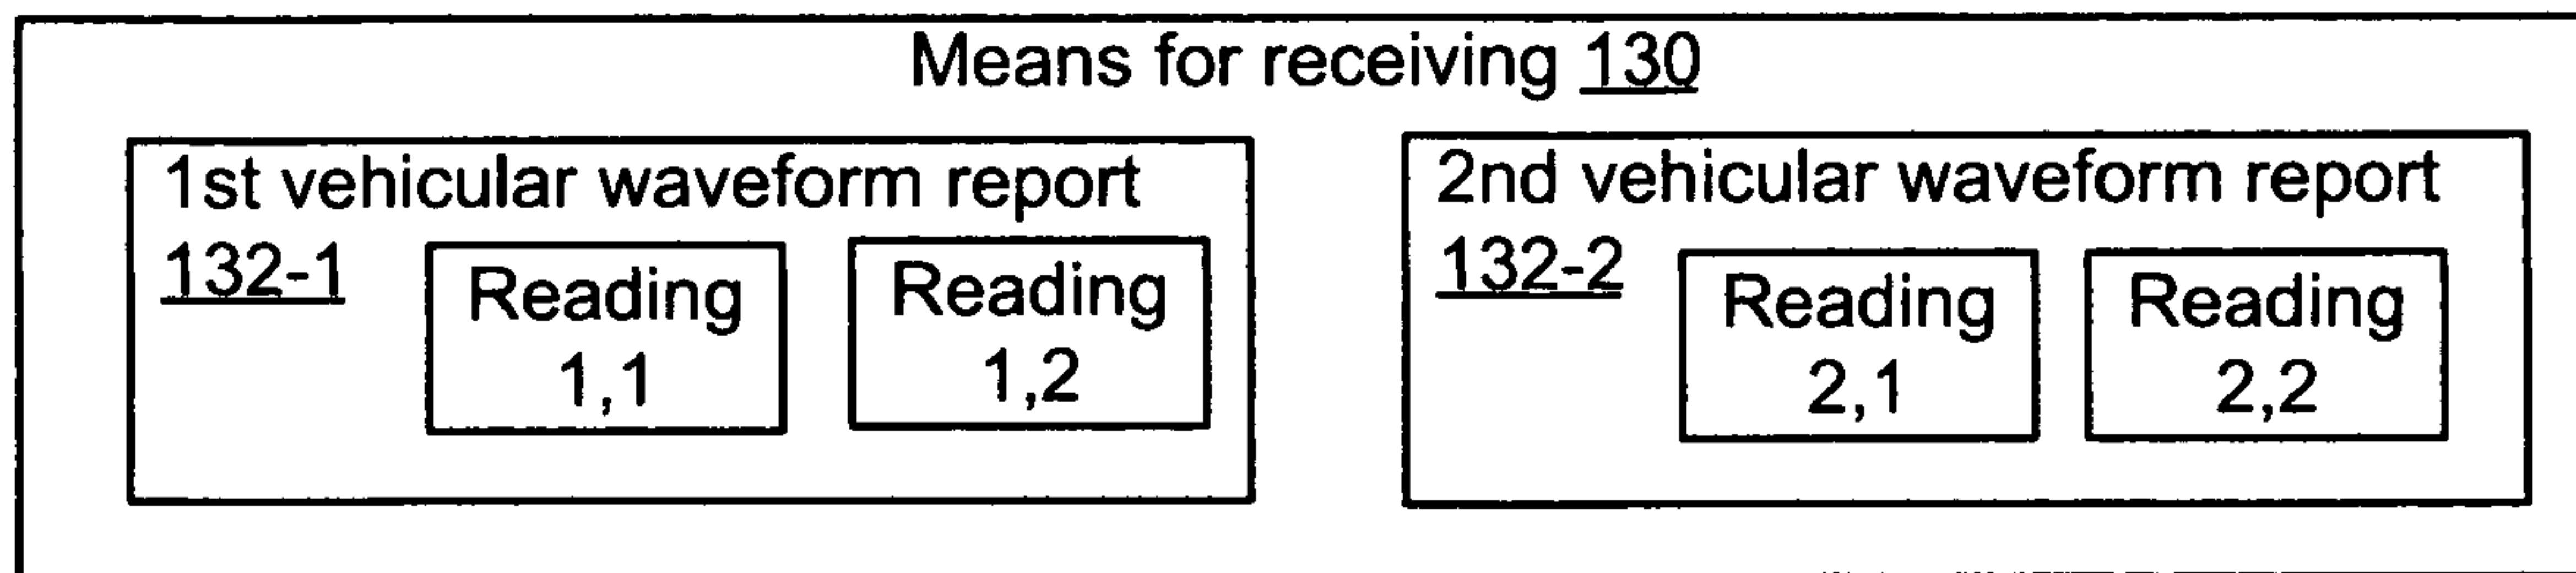 Means for receiving 130
1st vehicular waveform report
132-1
Reading
1,1
Reading
1,2
2nd vehicular waveform report
132-2
Reading
2,1
Reading
2,2